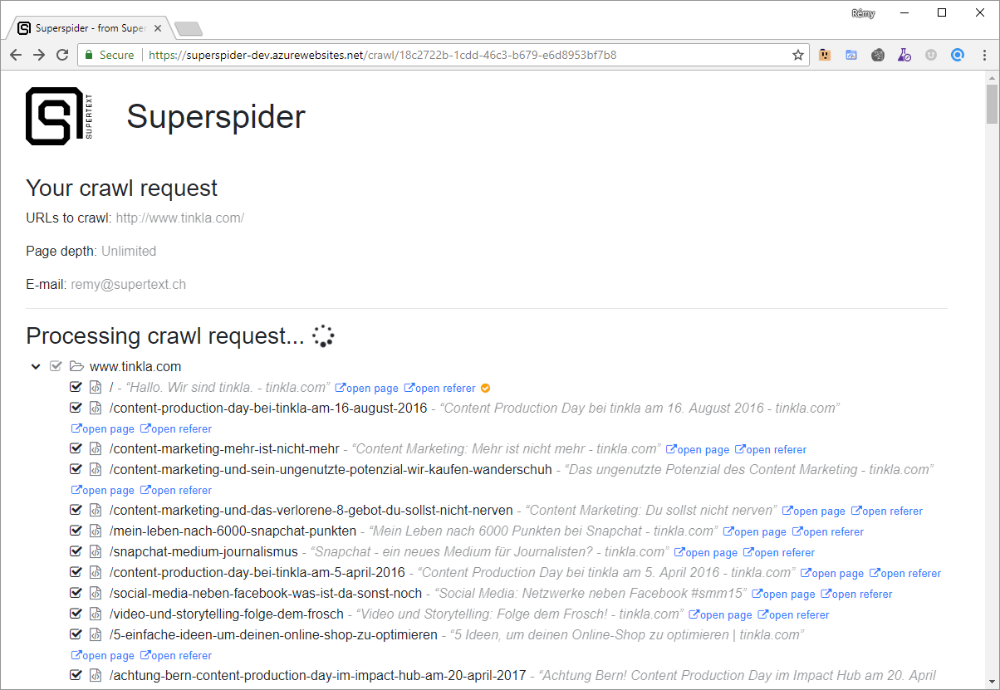 Rémy
Superspider - from Super
Secure https://superspider-dev.azurewebsites.net/crawl/18c2722b-1cdd-46c3-b679-e6d8953bf7b8
S SUPERTEXT Superspider
Your crawl request
URLs to crawl: http://www.tinkla.com/
Page depth: Unlimited
E-mail: remy@supertext.ch
Processing crawl request...
www.tinkla.com
/ - “Hallo. Wir sind tinkla. - tinkla.com” open page open referer
/content-production-day-bei-tinkla-am-16-august-2016 - “Content Production Day bei tinkla am 16. August 2016 - tinkla.com”
open page open referer
/content-marketing-mehr-ist-nicht-mehr - “Content Marketing: Mehr ist nicht mehr - tinkla.com” open page open referer
/content-marketing-und-sein-ungenutzte-potenzial-wir-kaufen-wanderschuh - “Das ungenutzte Potenzial des Content Marketing - tinkla.com”
open page open referer
/content-marketing-und-das-verlorene-8-gebot-du-sollst-nicht-nerven - “Content Marketing: Du sollst nicht nerven” open page open referer
/mein-leben-nach-6000-snapchat-punkten - “Mein Leben nach 6000 Punkten bei Snapchat - tinkla.com” open page open referer
/snapchat-medium-journalismus - “Snapchat - ein neues Medium für Journalisten? - tinkla.com” open page open referer
/content-production-day-bei-tinkla-am-5-april-2016 - “Content Production Day bei tinkla am 5. April 2016 - tinkla.com” open page open referer
/social-media-neben-facebook-was-ist-da-sonst-noch - “Social Media: Netzwerke neben Facebook #smm15” open page open referer
/video-und-storytelling-folge-dem-frosch - “Video und Storytelling: Folge dem Frosch! - tinkla.com” open page open referer
/5-einfache-ideen-um-deinen-online-shop-zu-optimieren - “5 Ideen, um deinen Online-Shop zu optimieren | tinkla.com”
open page open referer
/achtung-bern-content-production-day-im-impact-hub-am-20-april-2017 - “Achtung Bern! Content Production Day im Impact Hub am 20. April